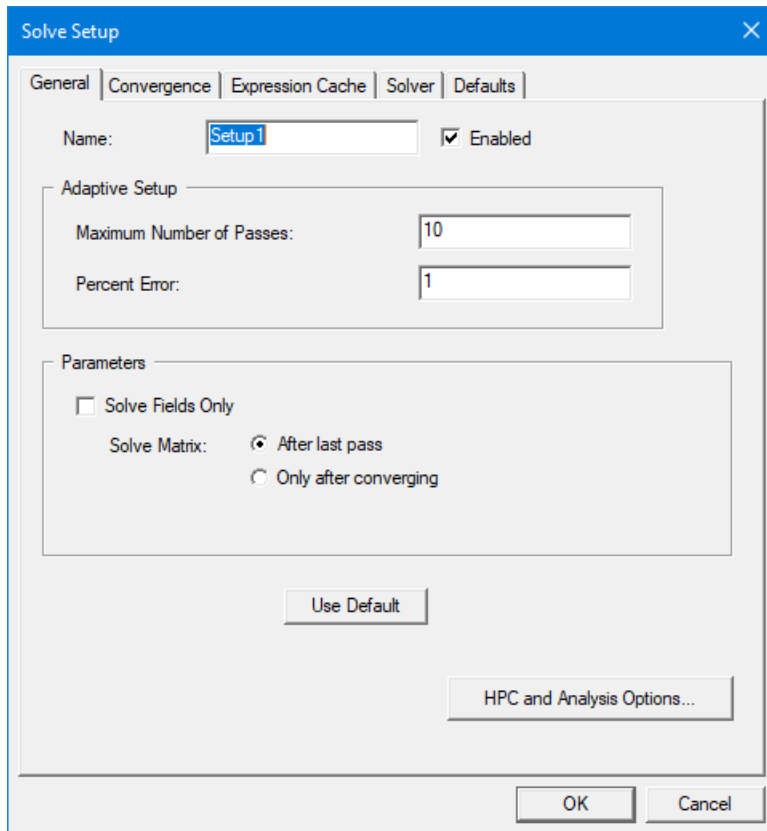 Solve Setup
General Convergence Expression Cache Solver Defaults
Name: Setup1 Enabled
Adaptive Setup
Maximum Number of Passes: 10
Percent Error: 1
Parameters
Solve Fields Only
Solve Matrix: After last pass
Only after converging
Use Default
HPC and Analysis Options...
OK Cancel